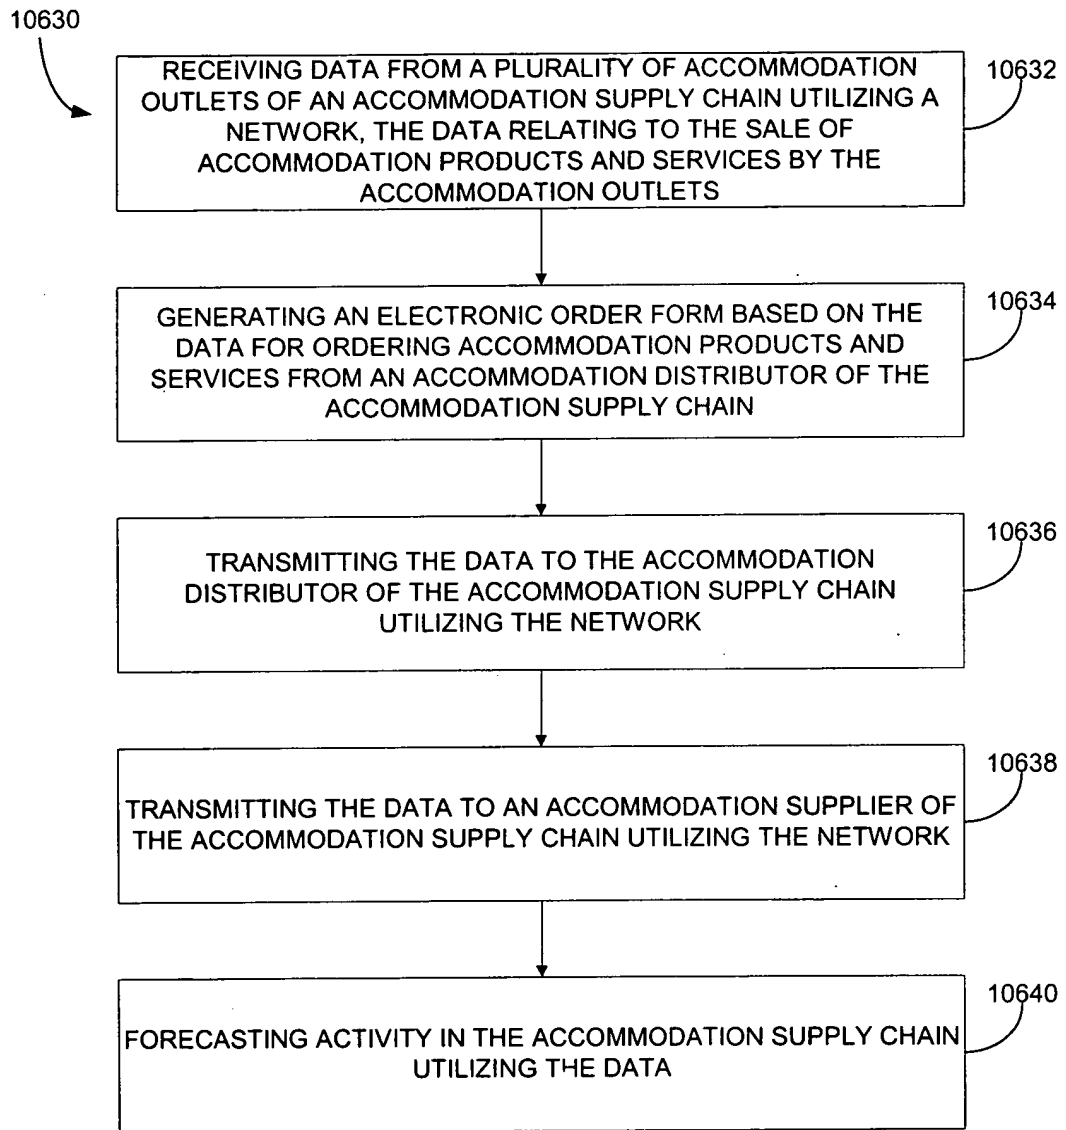 10630
RECEIVING DATA FROM A PLURALITY OF ACCOMMODATION
OUTLETS OF AN ACCOMMODATION SUPPLY CHAIN UTILIZING A
NETWORK, THE DATA RELATING TO THE SALE OF
ACCOMMODATION PRODUCTS AND SERVICES BY THE
ACCOMMODATION OUTLETS
10632
GENERATING AN ELECTRONIC ORDER FORM BASED ON THE
DATA FOR ORDERING ACCOMMODATION PRODUCTS AND
SERVICES FROM AN ACCOMMODATION DISTRIBUTOR OF THE
ACCOMMODATION SUPPLY CHAIN
10634
TRANSMITTING THE DATA TO THE ACCOMMODATION
DISTRIBUTOR OF THE ACCOMMODATION SUPPLY CHAIN
UTILIZING THE NETWORK
10636
TRANSMITTING THE DATA TO AN ACCOMMODATION SUPPLIER OF
THE ACCOMMODATION SUPPLY CHAIN UTILIZING THE NETWORK
10638
FORECASTING ACTIVITY IN THE ACCOMMODATION SUPPLY CHAIN
UTILIZING THE DATA
10640